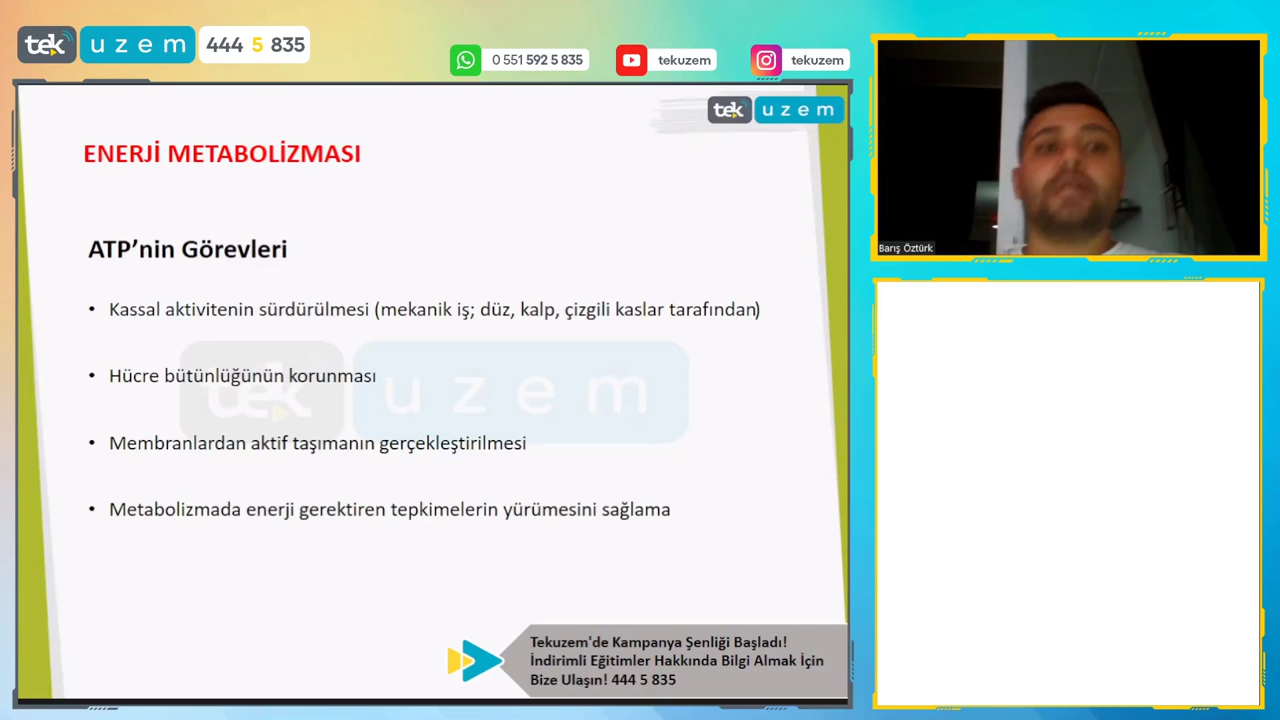 tek uzem 444 5 835
0 551 592 5 835
tekuzem
tekuzem
tek uzem
ENERJİ METABOLİZMASI
ATP’nin Görevleri
• Kassal aktivitenin sürdürülmesi (mekanik iş; düz, kalp, çizgili kaslar tarafından)
• Hücre bütünlüğünün korunması
• Membranlardan aktif taşımanın gerçekleştirilmesi
• Metabolizmada enerji gerektiren tepkimelerin yürümesini sağlama
tek uzem
Tekuzem'de Kampanya Şenliği Başladı!
İndirimli Eğitimler Hakkında Bilgi Almak İçin
Bize Ulaşın! 444 5 835
Barış Öztürk